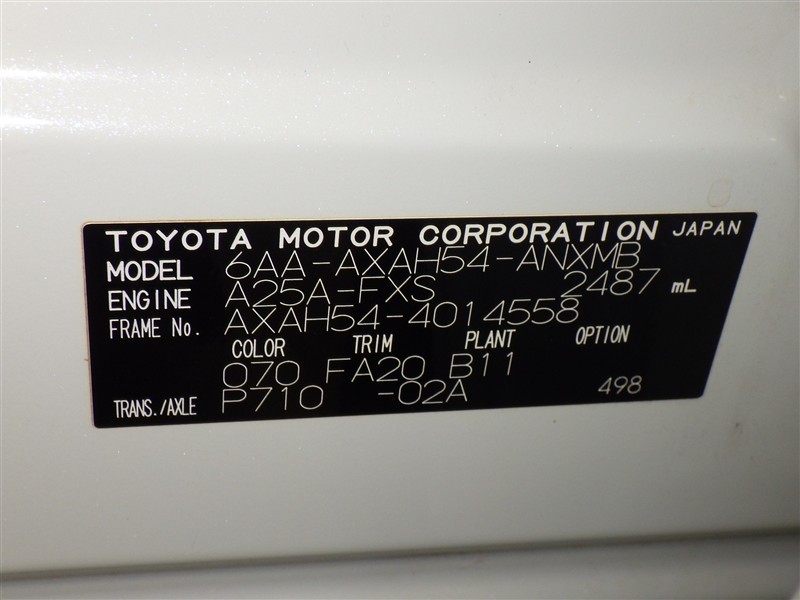 TOYOTA MOTOR CORPORATION JAPAN
MODEL 6AA-AXAH54-ANXMB
ENGINE A25A-FXS 2487 mL
FRAME No. AXAH54-4014558
COLOR TRIM PLANT OPTION
070 FA20 B11
TRANS./AXLE P710 -02A 498